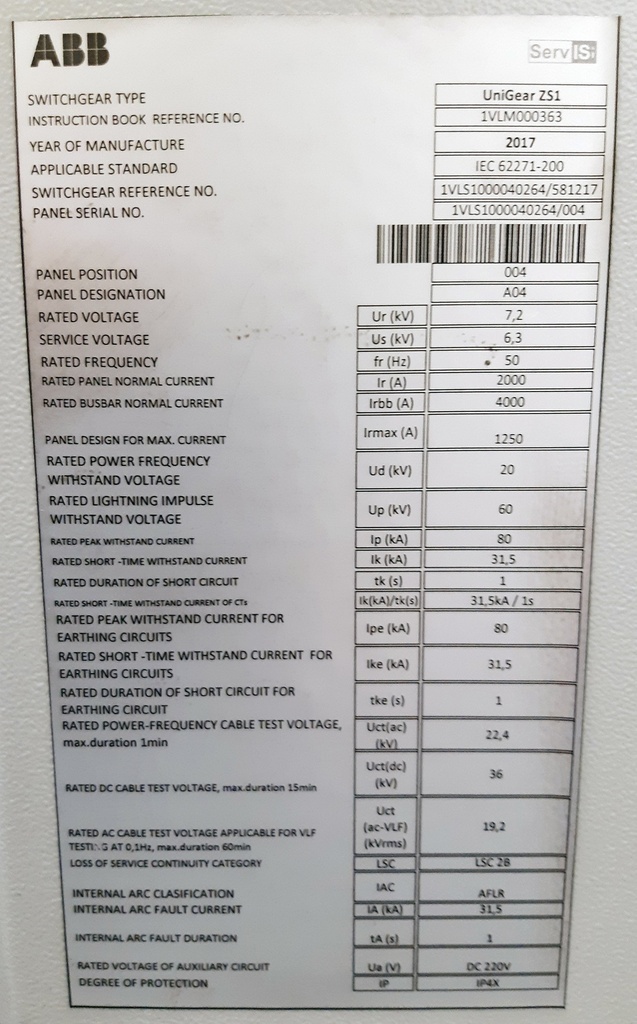 ABB
ServISi
SWITCHGEAR TYPE UniGear ZS1
INSTRUCTION BOOK REFERENCE NO. 1VLM000363
YEAR OF MANUFACTURE 2017
APPLICABLE STANDARD IEC 62271-200
SWITCHGEAR REFERENCE NO. 1VLS1000040264/581217
PANEL SERIAL NO. 1VLS1000040264/004
PANEL POSITION 004
PANEL DESIGNATION A04
RATED VOLTAGE Ur (kV) 7,2
SERVICE VOLTAGE Us (kV) 6,3
RATED FREQUENCY fr (Hz) 50
RATED PANEL NORMAL CURRENT Ir (A) 2000
RATED BUSBAR NORMAL CURRENT Irbb (A) 4000
PANEL DESIGN FOR MAX. CURRENT Irmax (A) 1250
RATED POWER FREQUENCY
WITHSTAND VOLTAGE Ud (kV) 20
RATED LIGHTNING IMPULSE
WITHSTAND VOLTAGE Up (kV) 60
RATED PEAK WITHSTAND CURRENT Ip (kA) 80
RATED SHORT -TIME WITHSTAND CURRENT Ik (kA) 31,5
RATED DURATION OF SHORT CIRCUIT tk (s) 1
RATED SHORT -TIME WITHSTAND CURRENT OF CTs Ik(kA)/tk(s) 31,5kA / 1s
RATED PEAK WITHSTAND CURRENT FOR
EARTHING CIRCUITS Ipe (kA) 80
RATED SHORT -TIME WITHSTAND CURRENT FOR
EARTHING CIRCUITS Ike (kA) 31,5
RATED DURATION OF SHORT CIRCUIT FOR
EARTHING CIRCUIT tke (s) 1
RATED POWER-FREQUENCY CABLE TEST VOLTAGE,
max.duration 1min Uct(ac)
(kV) 22,4
RATED DC CABLE TEST VOLTAGE, max.duration 15min Uct(dc)
(kV) 36
RATED AC CABLE TEST VOLTAGE APPLICABLE FOR VLF
TESTING AT 0,1Hz, max.duration 60min Uct
(ac-VLF)
(kVrms) 19,2
LOSS OF SERVICE CONTINUITY CATEGORY LSC LSC 2B
INTERNAL ARC CLASIFICATION IAC AFLR
INTERNAL ARC FAULT CURRENT IA (kA) 31,5
INTERNAL ARC FAULT DURATION tA (s) 1
RATED VOLTAGE OF AUXILIARY CIRCUIT Ua (V) DC 220V
DEGREE OF PROTECTION IP IP4X